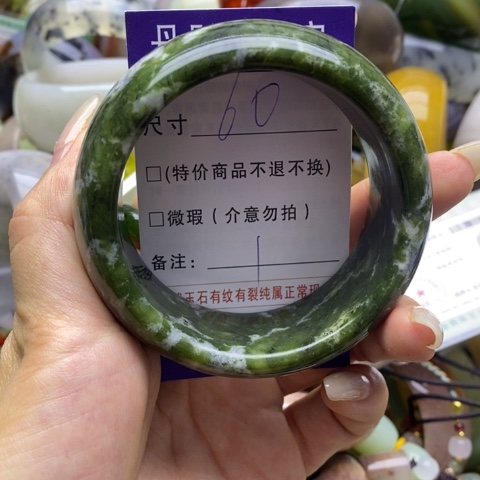 尺寸 60
□(特价商品不退不换)
□微瑕（介意勿拍）
备注：
玉石有纹有裂纯属正常现